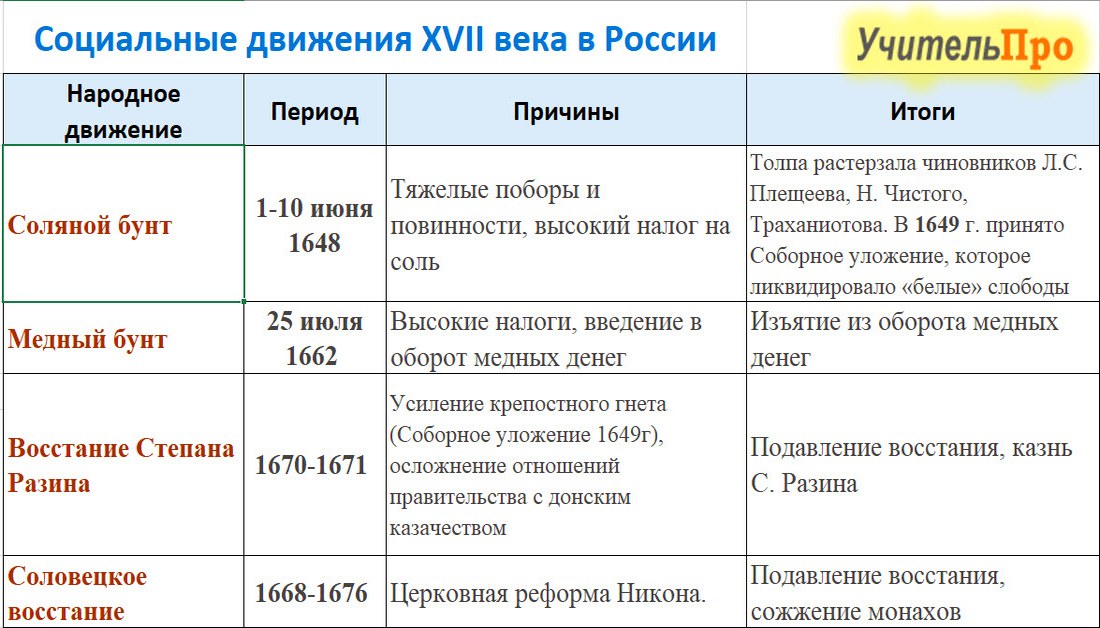 Социальные движения XVII века в России
УчительПро
Народное
движение
Период
Причины
Итоги
Соляной бунт
1-10 июня
1648
Тяжелые поборы и
повинности, высокий налог на
соль
Толпа растерзала чиновников Л.С.
Плещеева, Н. Чистого,
Траханиотова. В 1649 г. принято
Соборное уложение, которое
ликвидировало «белые» слободы
Медный бунт
25 июля
1662
Высокие налоги, введение в
оборот медных денег
Изъятие из оборота медных
денег
Восстание Степана
Разина
1670-1671
Усиление крепостного гнета
(Соборное уложение 1649г),
осложнение отношений
правительства с донским
казачеством
Подавление восстания, казнь
С. Разина
Соловецкое
восстание
1668-1676
Церковная реформа Никона.
Подавление восстания,
сожжение монахов